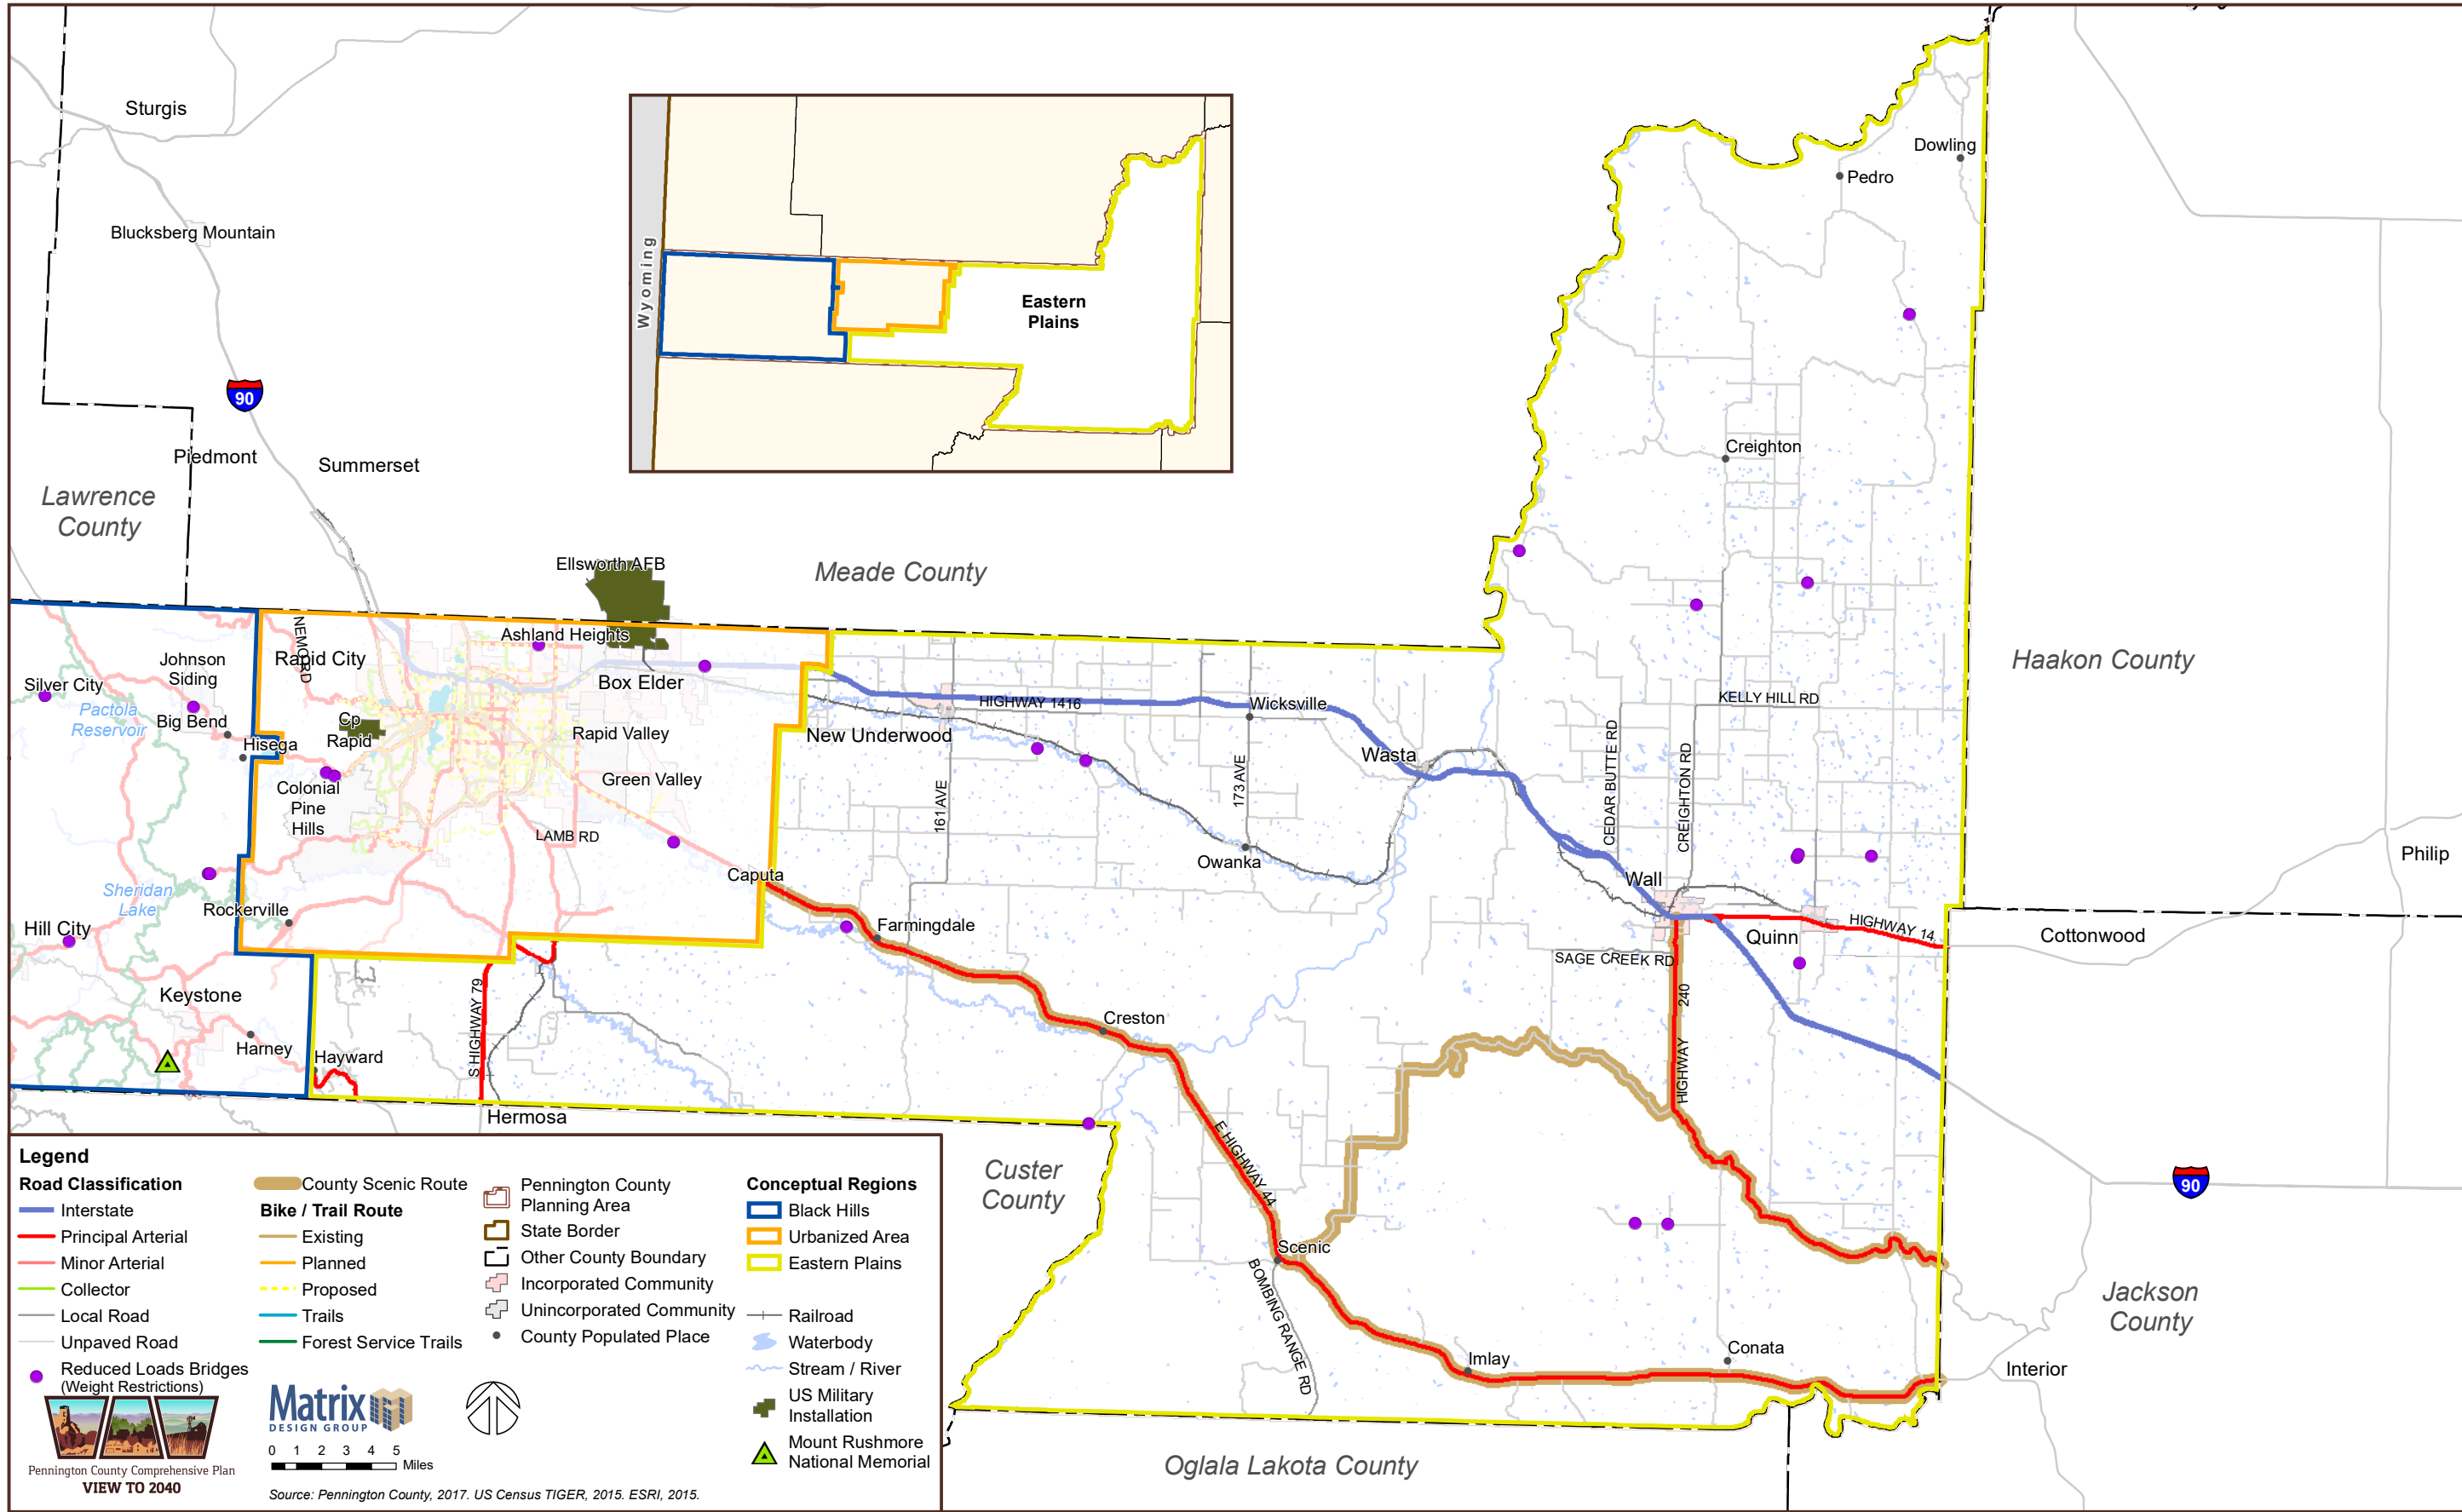 Sturgis
Dowling
Pedro
Blucksberg Mountain
Wyoming
Eastern
Plains
90
Piedmont
Summerset
Creighton
Lawrence
County
Ellsworth AFB
Meade County
Ashland Heights
NEMO RD
Rapid City
Johnson
Siding
Haakon County
Silver City
Box Elder
KELLY HILL RD
HIGHWAY 1416
Wicksville
Pactola
Reservoir
Big Bend
Cp
Rapid
Hisega
Rapid Valley
New Underwood
Wasta
CEDAR BUTTE RD
CREIGHTON RD
173 AVE
161 AVE
Green Valley
Colonial
Pine
Hills
LAMB RD
Owanka
Philip
Caputa
Wall
Sheridan
Lake
Rockerville
Farmingdale
HIGHWAY 14
Hill City
Quinn
Cottonwood
SAGE CREEK RD
Keystone
S HIGHWAY 79
HIGHWAY 240
Creston
Harney
Hayward
Hermosa
E HIGHWAY 44
Custer
County
90
Scenic
BOMBING RANGE RD
Jackson
County
Conata
Imlay
Interior
Oglala Lakota County
Legend
Road Classification
Interstate
Principal Arterial
Minor Arterial
Collector
Local Road
Unpaved Road
Reduced Loads Bridges
(Weight Restrictions)
County Scenic Route
Bike / Trail Route
Existing
Planned
Proposed
Trails
Forest Service Trails
Pennington County
Planning Area
State Border
Other County Boundary
Incorporated Community
Unincorporated Community
County Populated Place
Conceptual Regions
Black Hills
Urbanized Area
Eastern Plains
Railroad
Waterbody
Stream / River
US Military
Installation
Mount Rushmore
National Memorial
Pennington County Comprehensive Plan
VIEW TO 2040
Matrix
DESIGN GROUP
0 1 2 3 4 5
Miles
Source: Pennington County, 2017. US Census TIGER, 2015. ESRI, 2015.